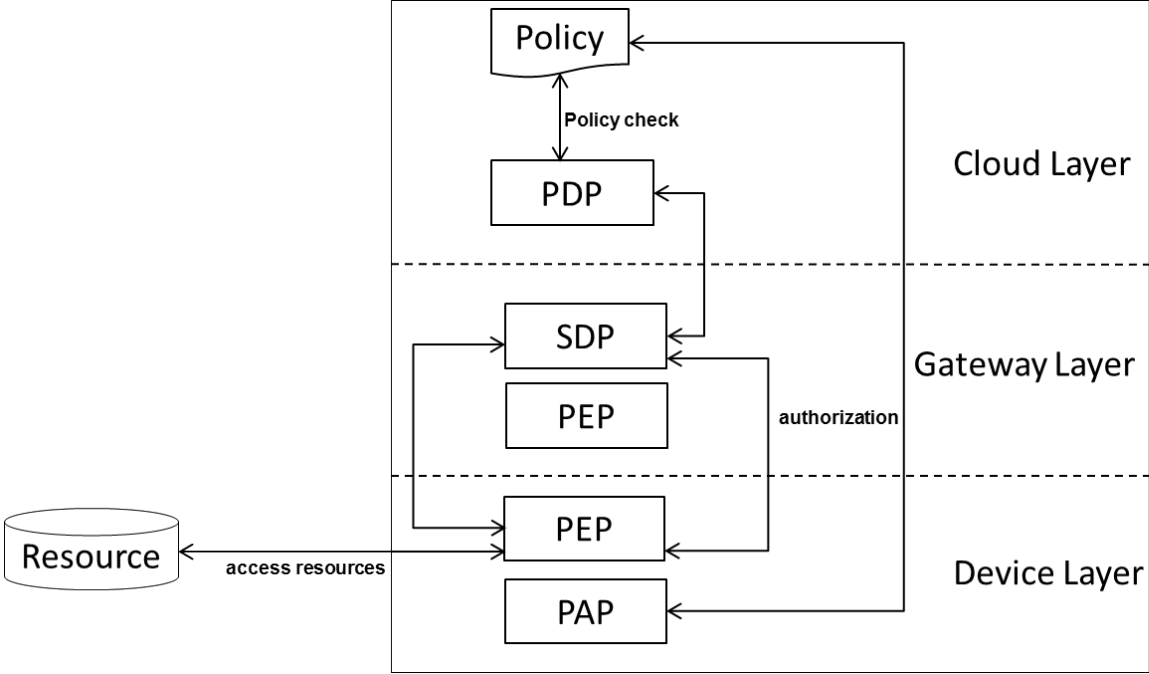 Policy
Policy check
Cloud Layer
PDP
SDP
Gateway Layer
PEP
authorization
PEP
Resource
access resources
Device Layer
PAP